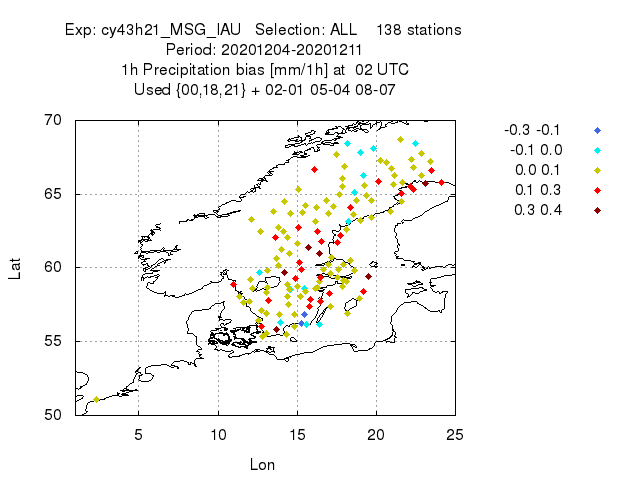 Exp: cy43h21_MSG_IAU Selection: ALL 138 stations
Period: 20201204-20201211
1h Precipitation bias [mm/1h] at 02 UTC
Used {00,18,21} + 02-01 05-04 08-07
70
65
60
55
50
Lat
5 10 15 20 25
Lon
-0.3 -0.1
-0.1 0.0
0.0 0.1
0.1 0.3
0.3 0.4